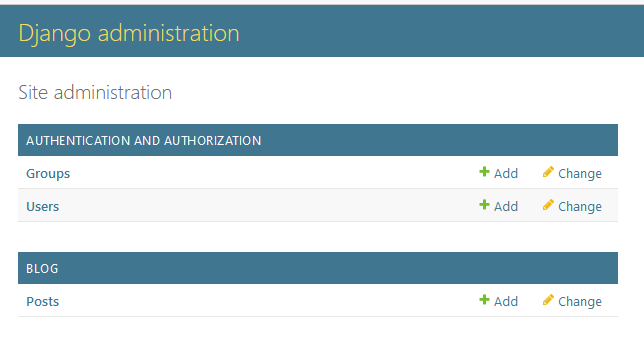 Django administration
Site administration
AUTHENTICATION AND AUTHORIZATION
Groups Add Change
Users Add Change
BLOG
Posts Add Change